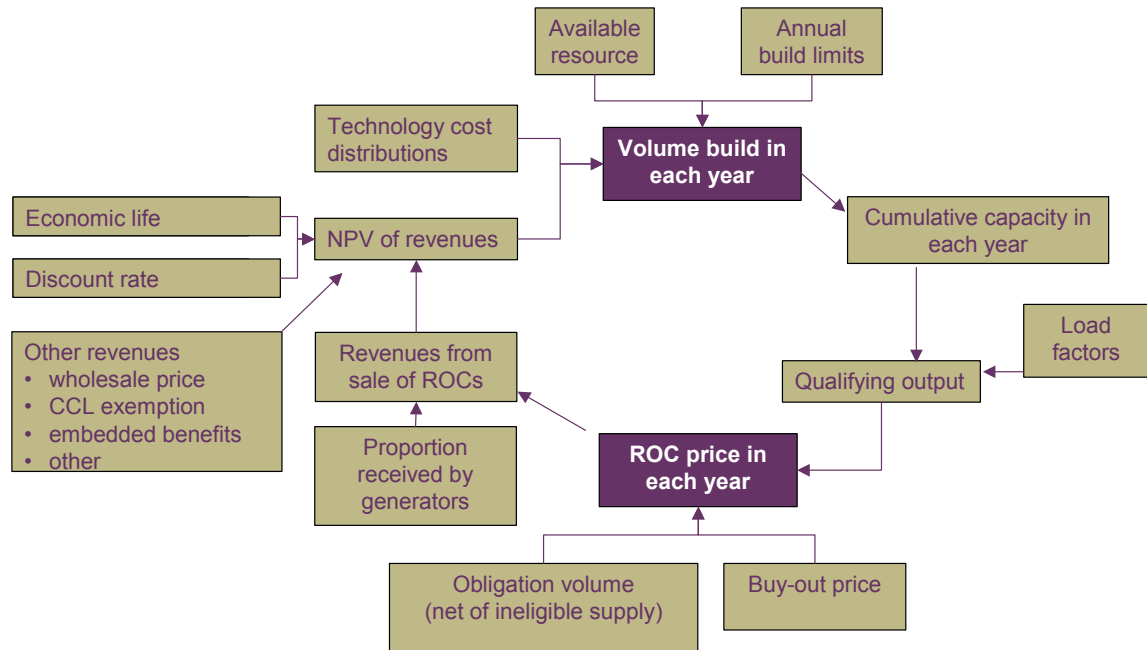 Available
resource
Annual
build limits
Technology cost
distributions
Volume build in
each year
Economic life
NPV of revenues
Cumulative capacity in
each year
Discount rate
Other revenues
• wholesale price
• CCL exemption
• embedded benefits
• other
Revenues from
sale of ROCs
Load
factors
Qualifying output
Proportion
received by
generators
ROC price in
each year
Obligation volume
(net of ineligible supply)
Buy-out price